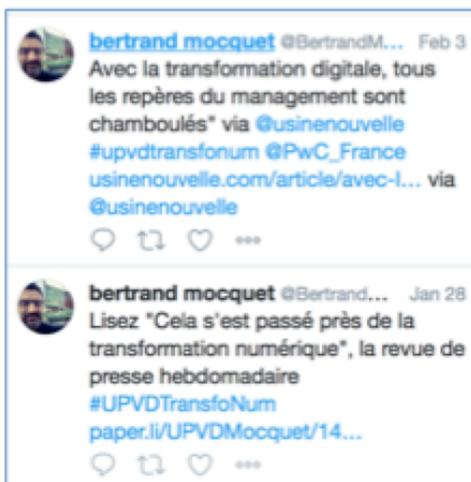 bertrand mocquet @BertrandM... Feb 3
Avec la transformation digitale, tous
les repères du management sont
chamboulés" via @usinenouvelle
#upvdtransfonum @PwC_France
usinenouvelle.com/article/avec-l... via
@usinenouvelle
bertrand mocquet @Bertrand... Jan 28
Lisez "Cela s'est passé près de la
transformation numérique", la revue de
presse hebdomadaire
#UPVDTransfoNum
paper.li/UPVDMocquet/14...